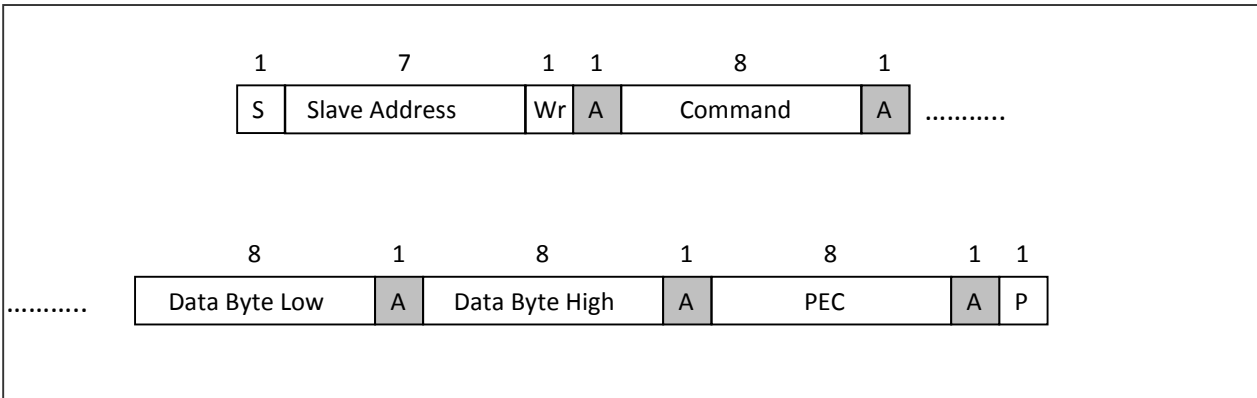 1 7 1 1 8 1
S Slave Address Wr A Command A ...........
8 1 8 1 8 1 1
........... Data Byte Low A Data Byte High A PEC A P